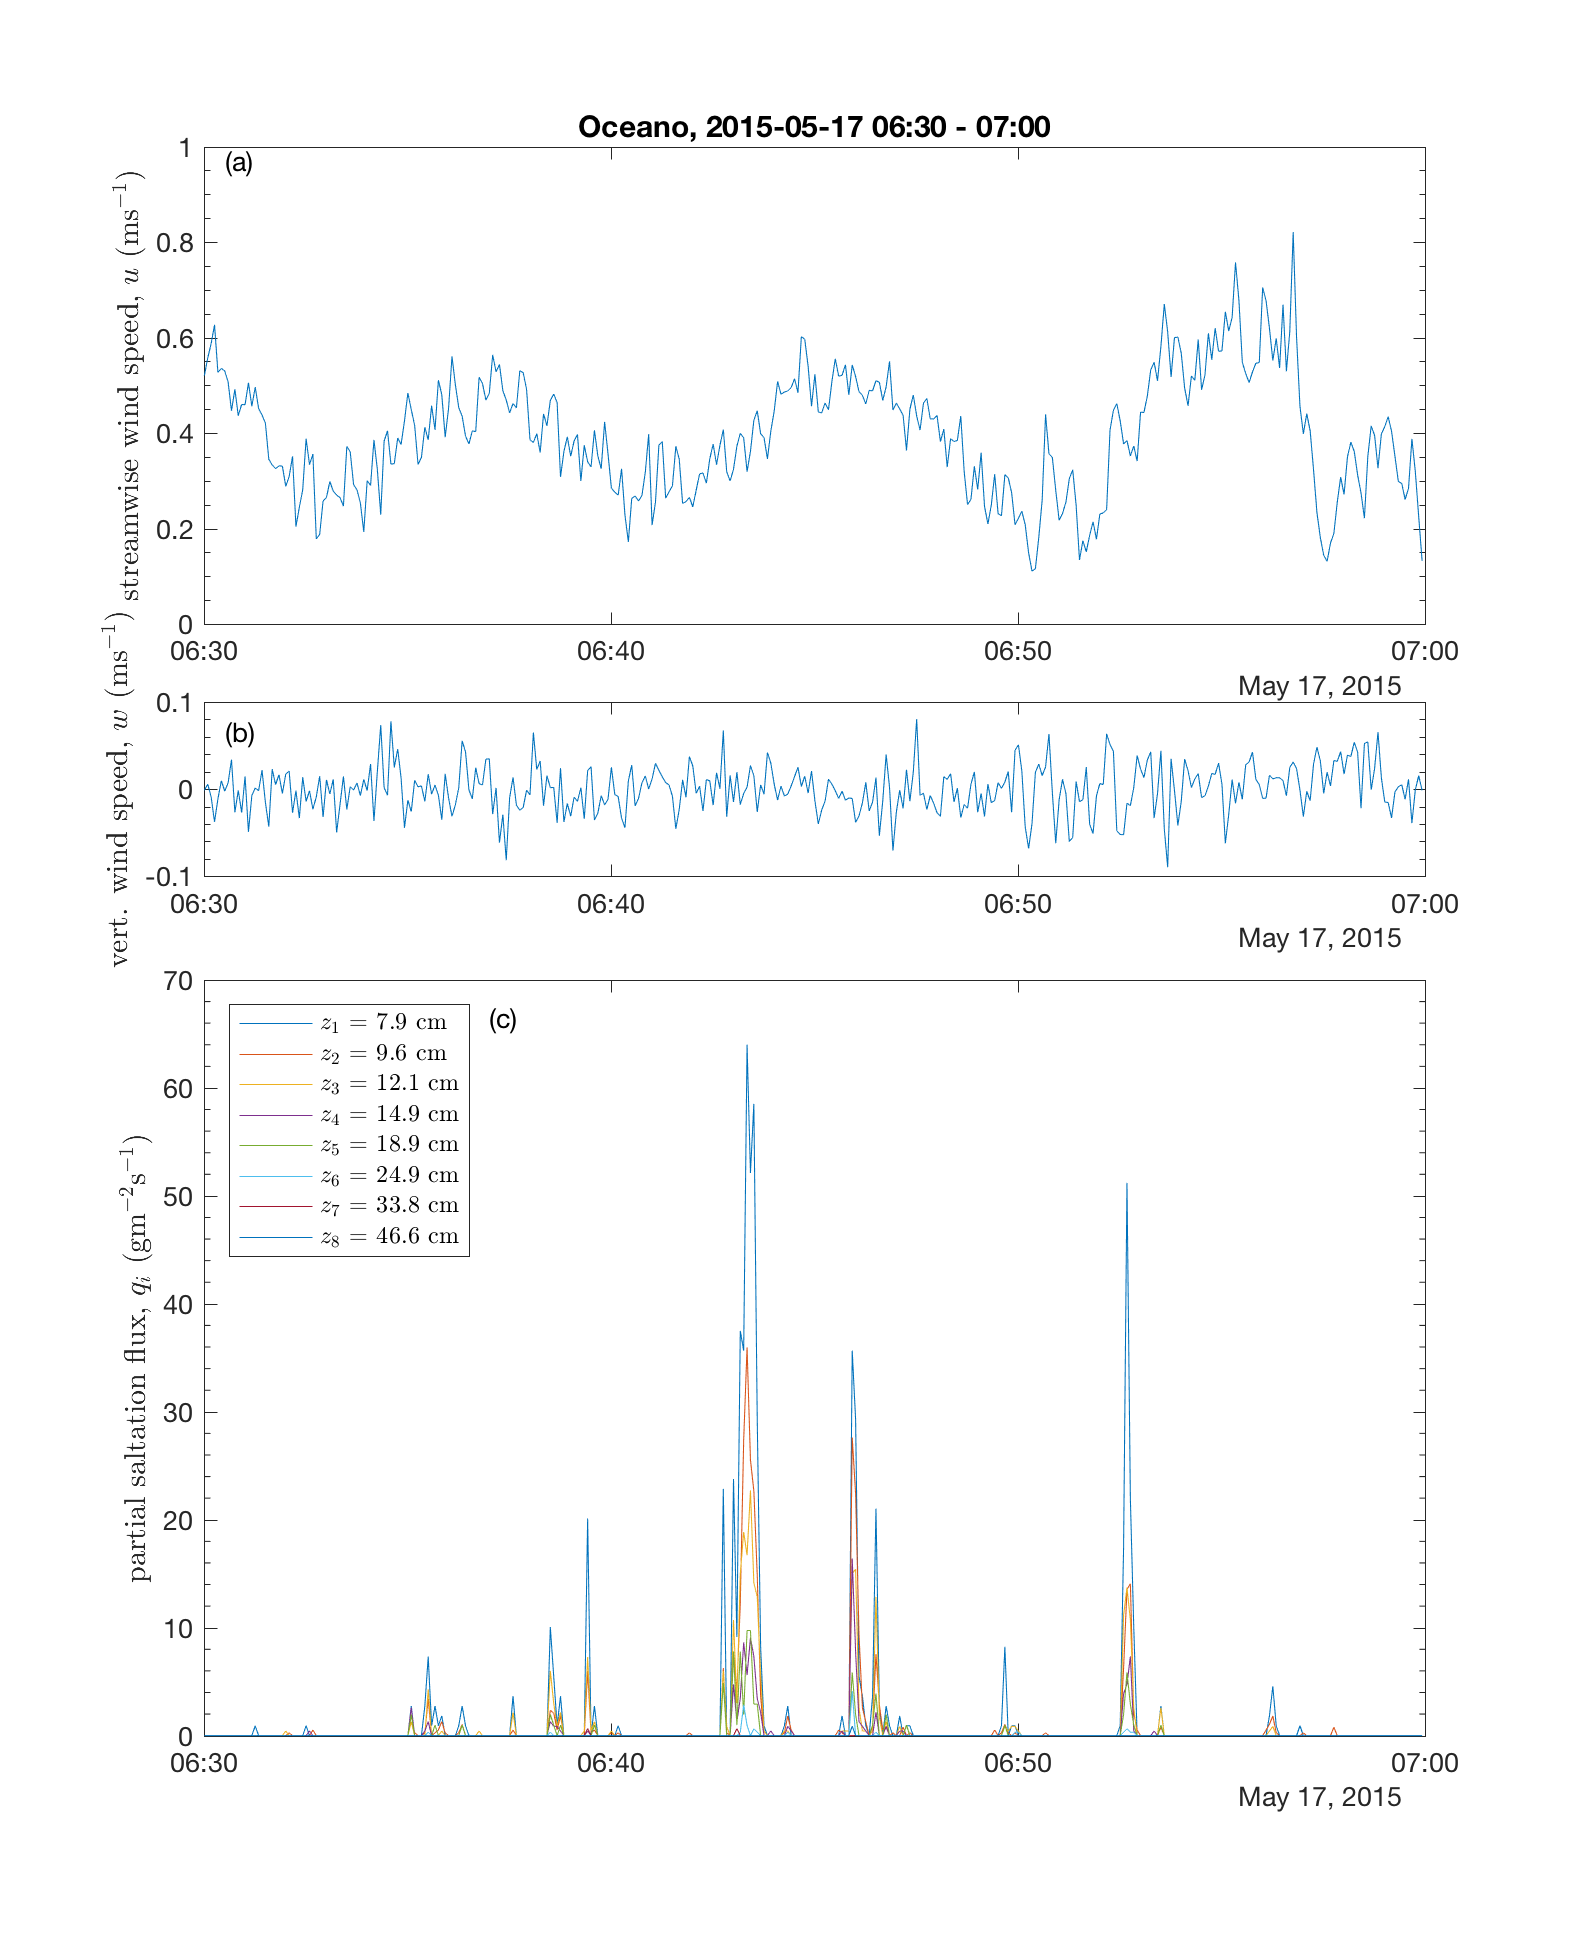 Oceano, 2015-05-17 06:30 - 07:00
(a)
streamwise wind speed, u (ms⁻¹)
1
0.8
0.6
0.4
0.2
0
06:30 06:40 06:50 07:00
May 17, 2015
(b)
vert. wind speed, w (ms⁻¹)
0.1
0
-0.1
06:30 06:40 06:50 07:00
May 17, 2015
(c)
partial saltation flux, qᵢ (gm⁻²s⁻¹)
70
60
50
40
30
20
10
0
z₁ = 7.9 cm
z₂ = 9.6 cm
z₃ = 12.1 cm
z₄ = 14.9 cm
z₅ = 18.9 cm
z₆ = 24.9 cm
z₇ = 33.8 cm
z₈ = 46.6 cm
06:30 06:40 06:50 07:00
May 17, 2015